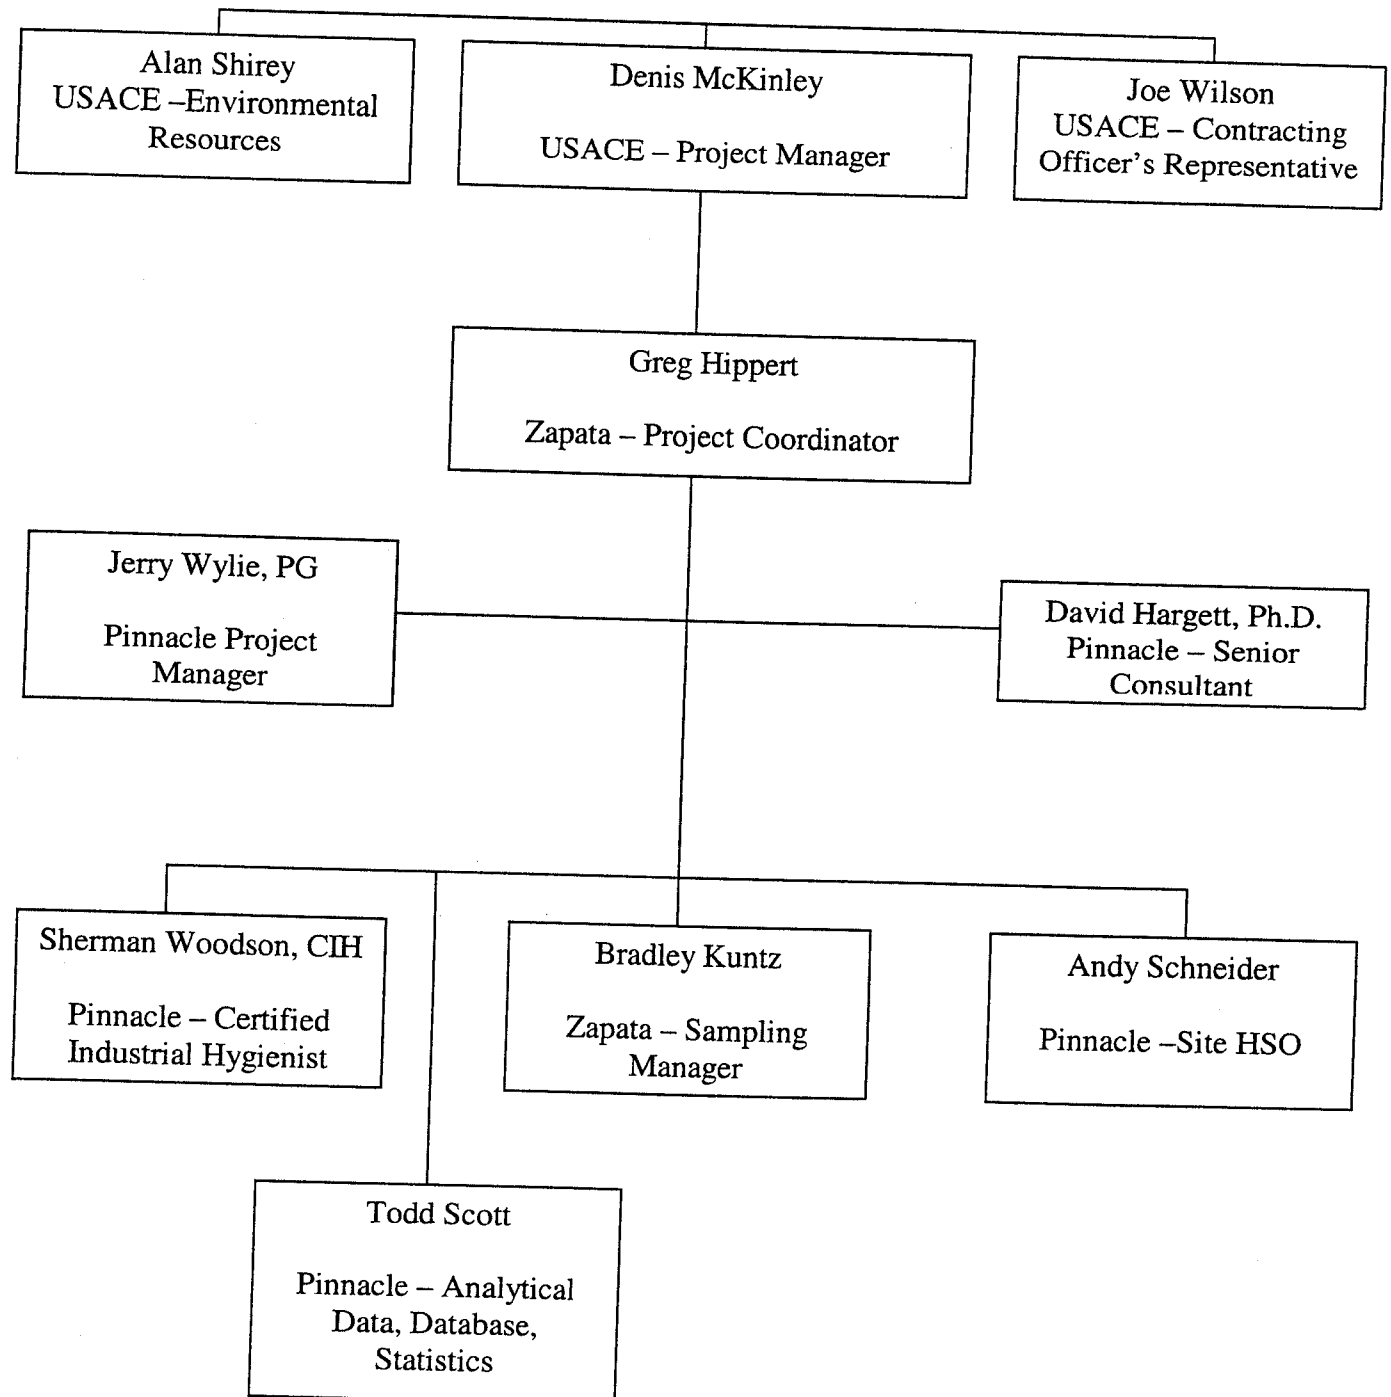 Alan Shirey
USACE –Environmental
Resources
Denis McKinley
USACE – Project Manager
Joe Wilson
USACE – Contracting
Officer's Representative
Greg Hippert
Zapata – Project Coordinator
Jerry Wylie, PG
Pinnacle Project
Manager
David Hargett, Ph.D.
Pinnacle – Senior
Consultant
Sherman Woodson, CIH
Pinnacle – Certified
Industrial Hygienist
Bradley Kuntz
Zapata – Sampling
Manager
Andy Schneider
Pinnacle –Site HSO
Todd Scott
Pinnacle – Analytical
Data, Database,
Statistics